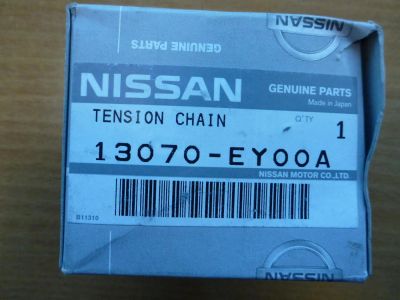 NISSAN
GENUINE PARTS
NISSAN
GENUINE PARTS
Made in Japan
TENSION CHAIN
Q'TY
1
13070-EY00A
NISSAN MOTOR CO.,LTD.
B11310